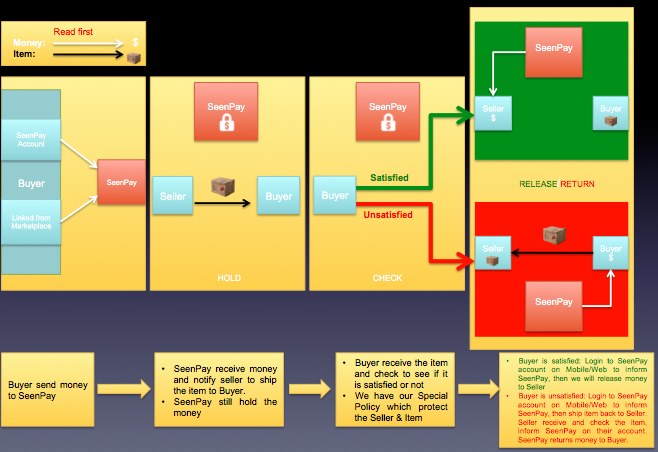 Read first
Money:
$
Item:
SeenPay
Account
Buyer
Linked from
Marketplace
SeenPay
SeenPay
$
Seller
Buyer
HOLD
SeenPay
$
Buyer
Satisfied
Unsatisfied
CHECK
SeenPay
Seller
$
Buyer
RELEASE RETURN
Seller
Buyer
$
SeenPay
Buyer send money
to SeenPay
• SeenPay receive money
and notify seller to ship
the item to Buyer.
• SeenPay still hold the
money
• Buyer receive the item
and check to see if it
is satisfied or not
• We have our Special
Policy which protect
the Seller & Item
• Buyer is satisfied: Login to SeenPay
account on Mobile/Web to inform
SeenPay, then we will release money
to Seller
• Buyer is unsatisfied: Login to SeenPay
account on Mobile/Web to inform
SeenPay, then ship item back to Seller.
Seller receive and check the item,
inform SeenPay on their account.
SeenPay returns money to Buyer.